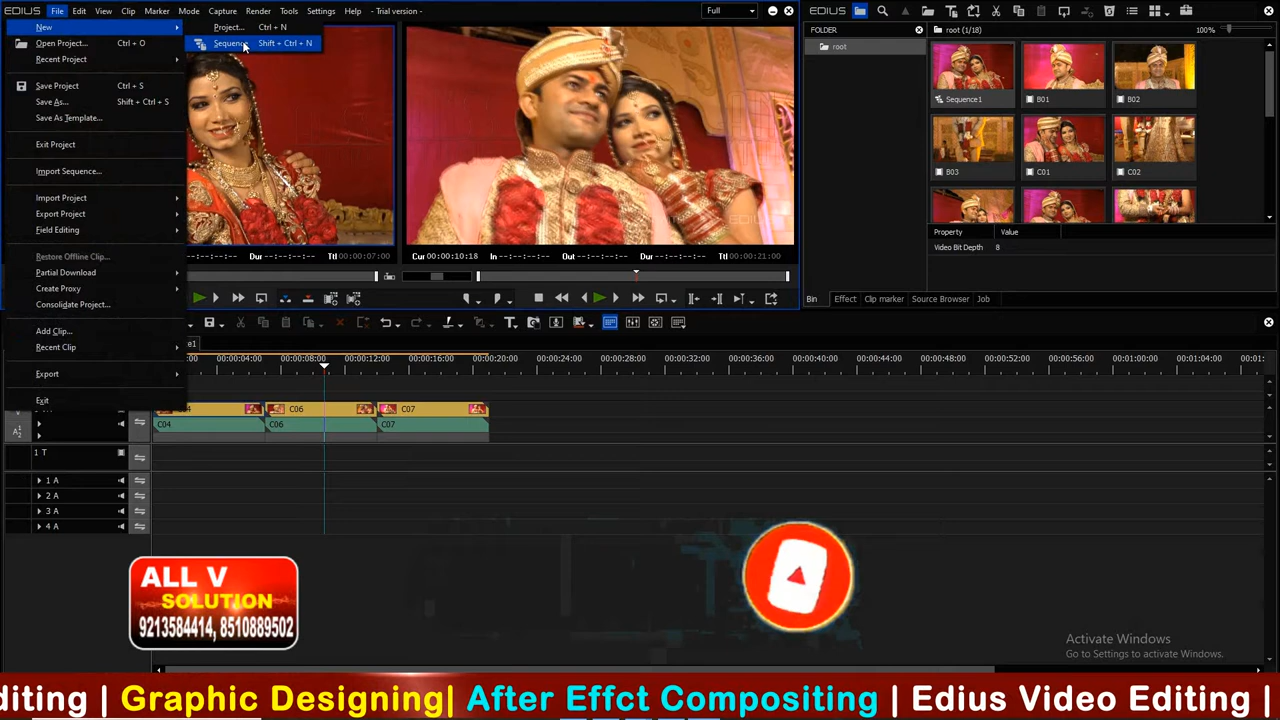 EDIUS File Edit View Clip Marker Mode Capture Render Tools Settings Help - Trial version - Full
New
Project... Ctrl + N
Sequence Shift + Ctrl + N
Open Project... Ctrl + O
Recent Project
Save Project Ctrl + S
Save As... Shift + Ctrl + S
Save As Template...
Exit Project
Import Sequence...
Import Project
Export Project
Field Editing
Restore Offline Clip...
Partial Download
Create Proxy
Consolidate Project...
Add Clip...
Recent Clip
Export
Exit
EDIUS
Dur --:--:--:-- Ttl 00:00:07:00
Cur 00:00:10:18 In --:--:--:-- Out --:--:--:-- Dur --:--:--:-- Ttl 00:00:21:00
EDIUS
FOLDER
root
root (1/18) 100%
Sequence1 B01 B02
B03 C01 C02
Property Value
Video Bit Depth 8
Bin Effect Clip marker Source Browser Job
00:00:04:00 00:00:08:00 00:00:12:00 00:00:16:00 00:00:20:00 00:00:24:00 00:00:28:00 00:00:32:00 00:00:36:00 00:00:40:00 00:00:44:00 00:00:48:00 00:00:52:00 00:00:56:00 00:01:00:00 00:01:04:00
C06 C07
C04 C06 C07
1 T
1 A
2 A
3 A
4 A
ALL V
SOLUTION
9213584414, 8510889502
Activate Windows
Go to Settings to activate Windows.
diting | Graphic Designing| After Effct Compositing | Edius Video Editing |